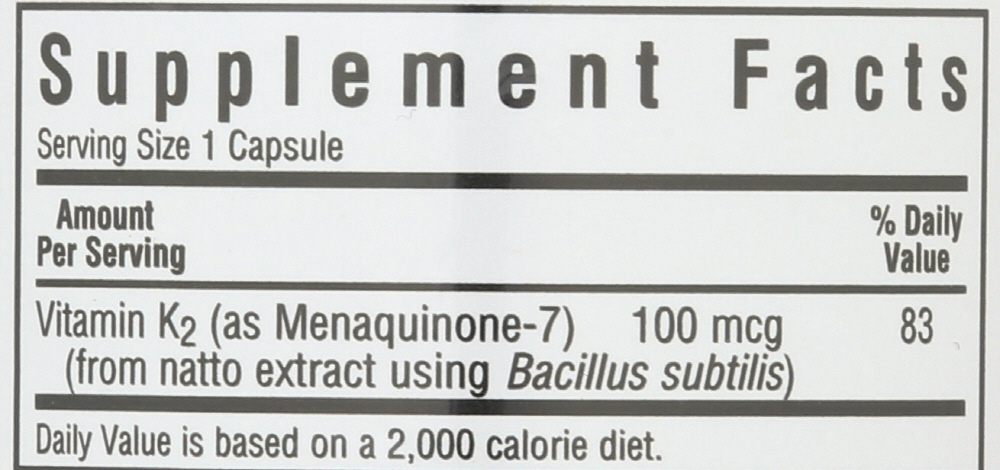 Supplement Facts
Serving Size 1 Capsule
Amount
Per Serving
% Daily
Value
Vitamin K2 (as Menaquinone-7) 100 mcg 83
(from natto extract using Bacillus subtilis)
Daily Value is based on a 2,000 calorie diet.